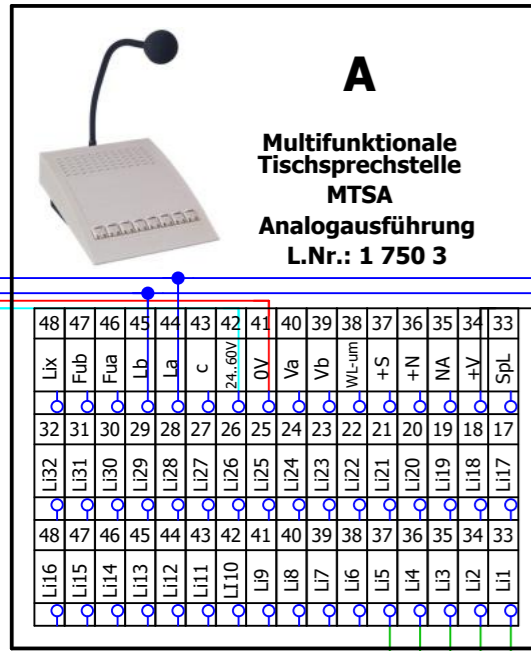 A
Multifunktionale
Tischsprechstelle
MTSA
Analogausführung
L.Nr.: 1 750 3
48 47 46 45 44 43 42 41 40 39 38 37 36 35 34 33
Lix Fub Fua Lb La c 24..60V 0V Va Vb WL-um +S +N NA +V SpL
32 31 30 29 28 27 26 25 24 23 22 21 20 19 18 17
Li32 Li31 Li30 Li29 Li28 Li27 Li26 Li25 Li24 Li23 Li22 Li21 Li20 Li19 Li18 Li17
48 47 46 45 44 43 42 41 40 39 38 37 36 35 34 33
Li16 Li15 Li14 Li13 Li12 Li11 LI10 Li9 Li8 Li7 Li6 Li5 Li4 Li3 Li2 Li1